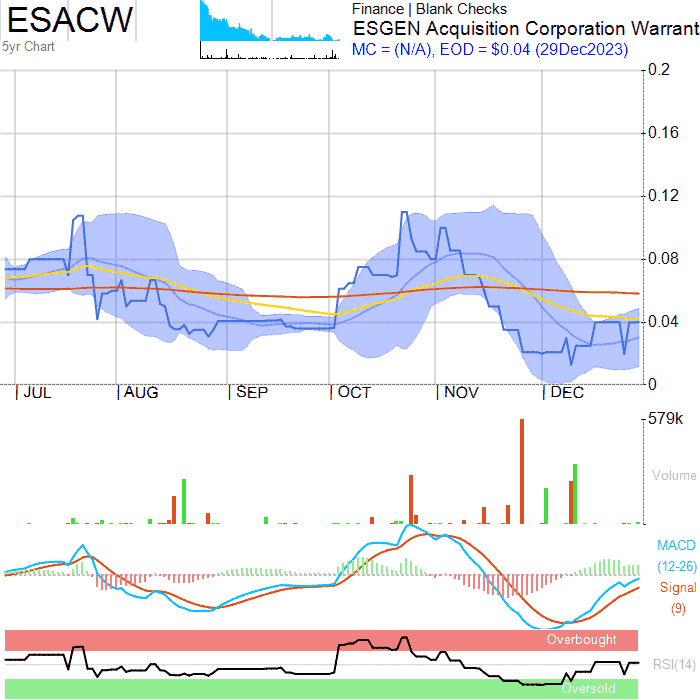 ESACW
5yr Chart
Finance | Blank Checks
ESGEN Acquisition Corporation Warrant
MC = (N/A), EOD = $0.04 (29Dec2023)
0.2
0.16
0.12
0.08
0.04
0
JUL AUG SEP OCT NOV DEC
579k
Volume
MACD
(12-26)
Signal
(9)
Overbought
RSI(14)
Oversold